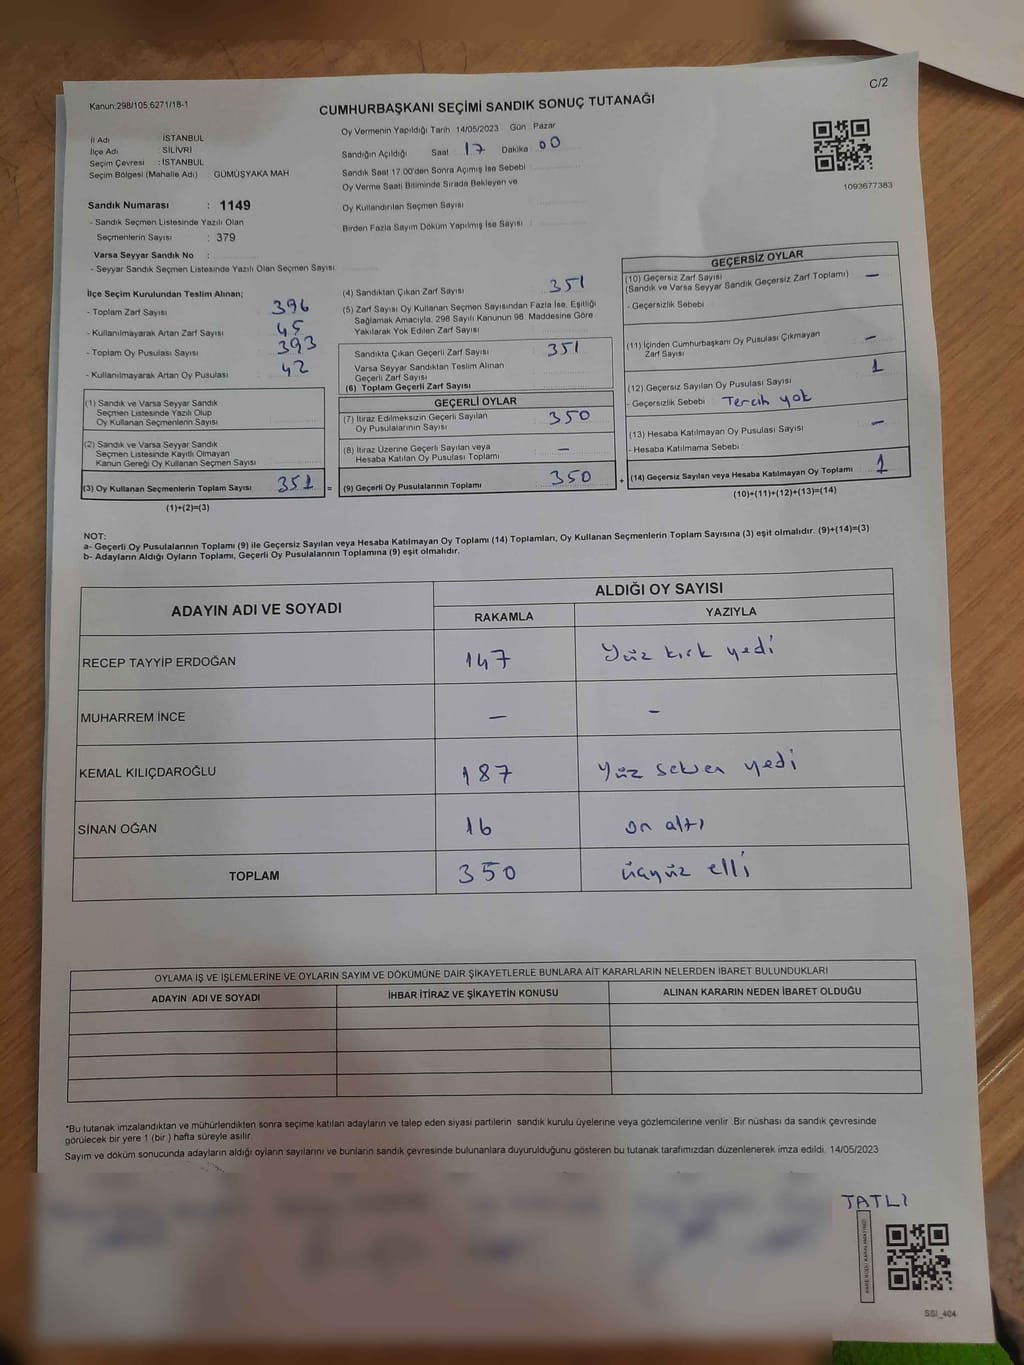 Kanun:298/105,6271/18-1
C/2
CUMHURBAŞKANI SEÇİMİ SANDIK SONUÇ TUTANAĞI
İl Adı : İSTANBUL
İlçe Adı : SİLİVRİ
Seçim Çevresi : İSTANBUL
Seçim Bölgesi (Mahalle Adı) : GÜMÜŞYAKA MAH.
Sandık Numarası : 1149
- Sandık Seçmen Listesinde Yazılı Olan
Seçmenlerin Sayısı : 379
Varsa Seyyar Sandık No :
- Seyyar Sandık Seçmen Listesinde Yazılı Olan Seçmen Sayısı:
Oy Vermenin Yapıldığı Tarih 14/05/2023 Gün : Pazar
Sandığın Açıldığı Saat : 17 Dakika : 00
Sandık Saat 17.00'den Sonra Açımış İse Sebebi :
Oy Verme Saati Bitiminde Sırada Bekleyen ve
Oy Kullandırılan Seçmen Sayısı :
Birden Fazla Sayım Döküm Yapılmış İse Sayısı :
1093677383
İlçe Seçim Kurulundan Teslim Alınan;
- Toplam Zarf Sayısı : 396
- Kullanılmayarak Artan Zarf Sayısı : 45
- Toplam Oy Pusulası Sayısı : 393
- Kullanılmayarak Artan Oy Pusulası : 42
(1) Sandık ve Varsa Seyyar Sandık
Seçmen Listesinde Yazılı Olup
Oy Kullanan Seçmenlerin Sayısı :
(2) Sandık ve Varsa Seyyar Sandık
Seçmen Listesinde Kayıtlı Olmayan
Kanun Gereği Oy Kullanan Seçmen Sayısı :
(3) Oy Kullanan Seçmenlerin Toplam Sayısı : 351 =
(1)+(2)=(3)
(4) Sandıktan Çıkan Zarf Sayısı : 351
(5) Zarf Sayısı Oy Kullanan Seçmen Sayısından Fazla İse, Eşitliği
Sağlamak Amacıyla; 298 Sayılı Kanunun 98. Maddesine Göre
Yakılarak Yok Edilen Zarf Sayısı :
Sandıkta Çıkan Geçerli Zarf Sayısı : 351
Varsa Seyyar Sandıktan Teslim Alınan
Geçerli Zarf Sayısı :
(6) Toplam Geçerli Zarf Sayısı :
GEÇERLİ OYLAR
(7) İtiraz Edilmeksizin Geçerli Sayılan
Oy Pusulalarının Sayısı : 350
(8) İtiraz Üzerine Geçerli Sayılan veya
Hesaba Katılan Oy Pusulası Toplamı : —
(9) Geçerli Oy Pusulalarının Toplamı : 350 +
GEÇERSİZ OYLAR
(10) Geçersiz Zarf Sayısı
(Sandık ve Varsa Seyyar Sandık Geçersiz Zarf Toplamı) : —
- Geçersizlik Sebebi :
(11) İçinden Cumhurbaşkanı Oy Pusulası Çıkmayan
Zarf Sayısı : —
(12) Geçersiz Sayılan Oy Pusulası Sayısı : 1
- Geçersizlik Sebebi : Tercih yok
(13) Hesaba Katılmayan Oy Pusulası Sayısı : —
- Hesaba Katılmama Sebebi :
(14) Geçersiz Sayılan veya Hesaba Katılmayan Oy Toplamı : 1
(10)+(11)+(12)+(13)=(14)
NOT:
a- Geçerli Oy Pusulalarının Toplamı (9) ile Geçersiz Sayılan veya Hesaba Katılmayan Oy Toplamı (14) Toplamları, Oy Kullanan Seçmenlerin Toplam Sayısına (3) eşit olmalıdır. (9)+(14)=(3)
b- Adayların Aldığı Oyların Toplamı, Geçerli Oy Pusulalarının Toplamına (9) eşit olmalıdır.
ADAYIN ADI VE SOYADI
ALDIĞI OY SAYISI
RAKAMLA YAZIYLA
RECEP TAYYİP ERDOĞAN 147 Yüz kırk yedi
MUHARREM İNCE — —
KEMAL KILIÇDAROĞLU 187 Yüz seksen yedi
SİNAN OĞAN 16 on altı
TOPLAM 350 üçyüz elli
OYLAMA İŞ VE İŞLEMLERİNE VE OYLARIN SAYIM VE DÖKÜMÜNE DAİR ŞİKAYETLERLE BUNLARA AİT KARARLARIN NELERDEN İBARET BULUNDUKLARI
ADAYIN ADI VE SOYADI İHBAR İTİRAZ VE ŞİKAYETİN KONUSU ALINAN KARARIN NEDEN İBARET OLDUĞU
*Bu tutanak imzalandıktan ve mühürlendikten sonra seçime katılan adayların ve talep eden siyasi partilerin sandık kurulu üyelerine veya gözlemcilerine verilir. Bir nüshası da sandık çevresinde
görülecek bir yere 1 (bir ) hafta süreyle asılır.
Sayım ve döküm sonucunda adayların aldığı oyların sayılarını ve bunların sandık çevresinde bulunanlara duyurulduğunu gösteren bu tutanak tarafımızdan düzenlenerek imza edildi. 14/05/2023
TATLI
SSI_404